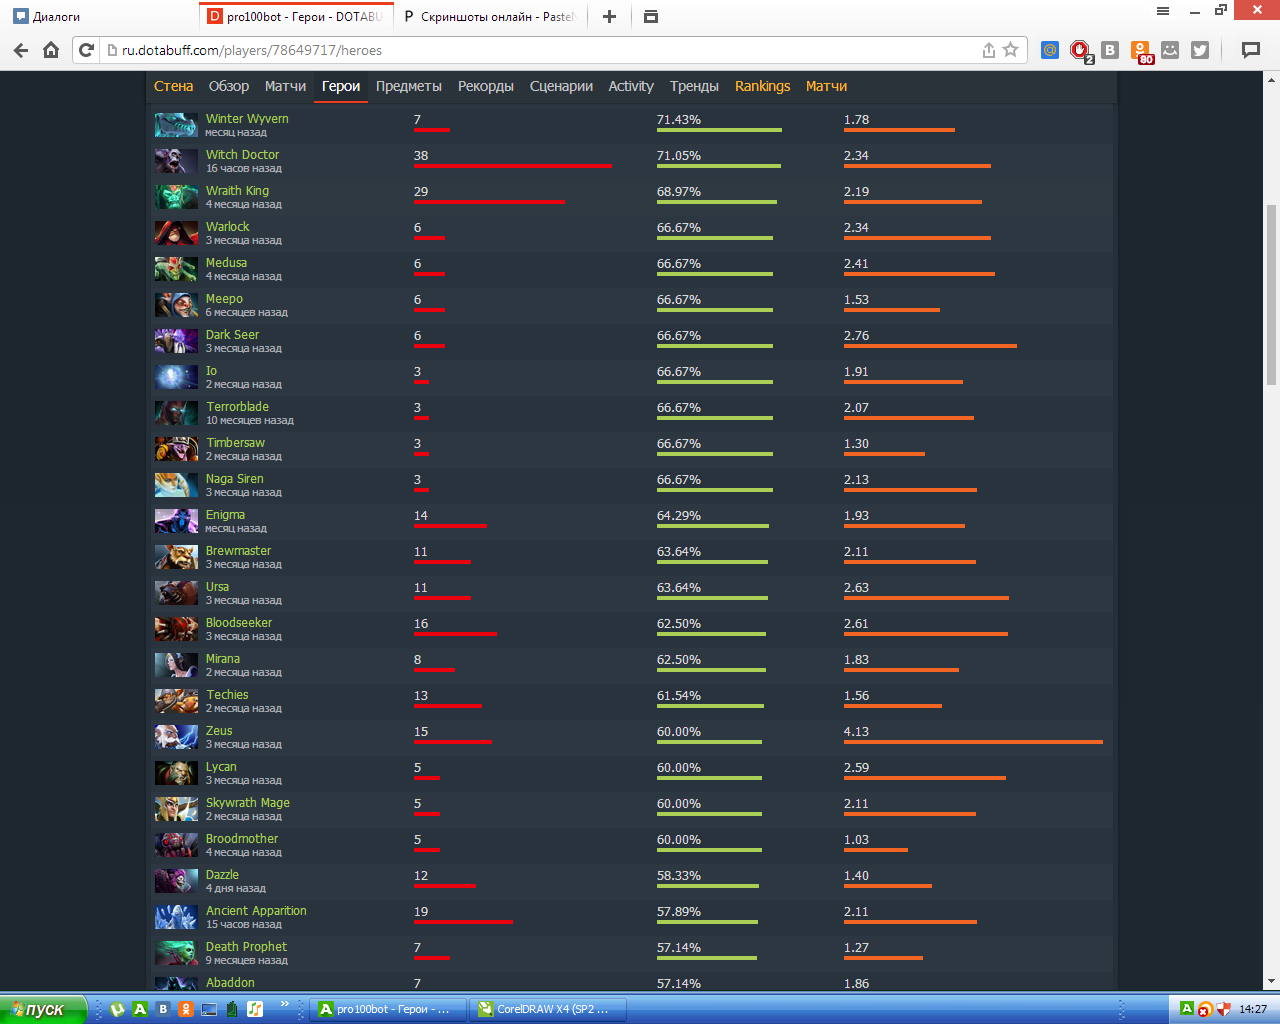 Диалоги
pro100bot - Герои - DOTABU
Скриншоты онлайн - Paste
ru.dotabuff.com/players/78649717/heroes
2
80
Стена Обзор Матчи Герои Предметы Рекорды Сценарии Activity Тренды Rankings Матчи
Winter Wyvern 7 71.43% 1.78
месяц назад
Witch Doctor 38 71.05% 2.34
16 часов назад
Wraith King 29 68.97% 2.19
4 месяца назад
Warlock 6 66.67% 2.34
3 месяца назад
Medusa 6 66.67% 2.41
4 месяца назад
Meepo 6 66.67% 1.53
6 месяцев назад
Dark Seer 6 66.67% 2.76
3 месяца назад
Io 3 66.67% 1.91
2 месяца назад
Terrorblade 3 66.67% 2.07
10 месяцев назад
Timbersaw 3 66.67% 1.30
2 месяца назад
Naga Siren 3 66.67% 2.13
3 месяца назад
Enigma 14 64.29% 1.93
месяц назад
Brewmaster 11 63.64% 2.11
3 месяца назад
Ursa 11 63.64% 2.63
3 месяца назад
Bloodseeker 16 62.50% 2.61
3 месяца назад
Mirana 8 62.50% 1.83
2 месяца назад
Techies 13 61.54% 1.56
2 месяца назад
Zeus 15 60.00% 4.13
3 месяца назад
Lycan 5 60.00% 2.59
3 месяца назад
Skywrath Mage 5 60.00% 2.11
2 месяца назад
Broodmother 5 60.00% 1.03
4 месяца назад
Dazzle 12 58.33% 1.40
4 дня назад
Ancient Apparition 19 57.89% 2.11
15 часов назад
Death Prophet 7 57.14% 1.27
9 месяцев назад
Abaddon 7 57.14% 1.86
пуск
pro100bot - Герои - ...
CorelDRAW X4 (SP2 ...
14:27